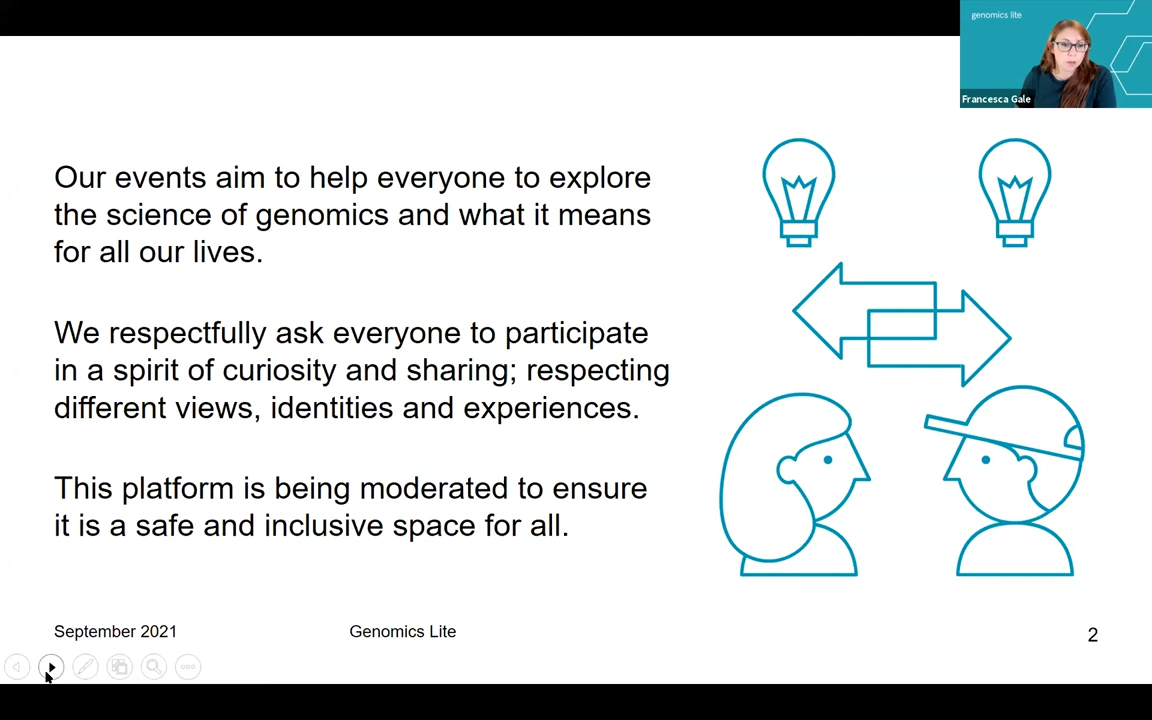 genomics lite
Francesca Gale
Our events aim to help everyone to explore
the science of genomics and what it means
for all our lives.
We respectfully ask everyone to participate
in a spirit of curiosity and sharing; respecting
different views, identities and experiences.
This platform is being moderated to ensure
it is a safe and inclusive space for all.
September 2021
Genomics Lite
2